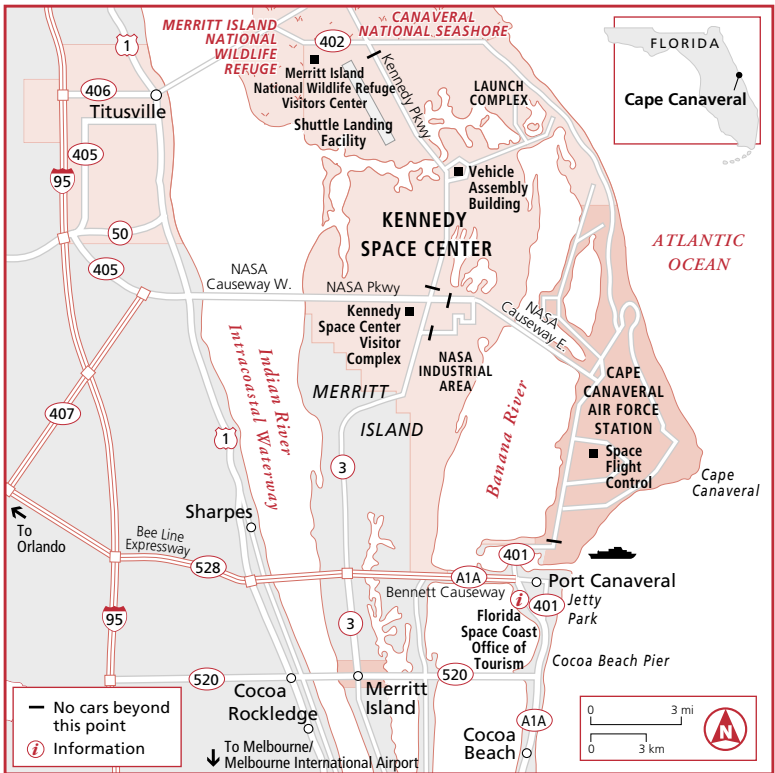 MERRITT ISLAND
NATIONAL
WILDLIFE
REFUGE
CANAVERAL
NATIONAL SEASHORE
1
402
Merritt Island
National Wildlife Refuge
Visitors Center
Kennedy Pkwy
LAUNCH
COMPLEX
FLORIDA
Cape Canaveral
406
Titusville
Shuttle Landing
Facility
405
95
Vehicle
Assembly
Building
KENNEDY
SPACE CENTER
50
405
ATLANTIC
OCEAN
NASA
Causeway W.
NASA Pkwy
NASA
Causeway E.
Kennedy
Space Center
Visitor
Complex
NASA
INDUSTRIAL
AREA
Indian River
Intracoastal Waterway
MERRITT
ISLAND
CAPE
CANAVERAL
AIR FORCE
STATION
407
1
3
Banana River
Space
Flight
Control
Cape
Canaveral
Sharpes
To
Orlando
Bee Line
Expressway
528
401
A1A
Bennett Causeway
Port Canaveral
i
401
Jetty
Park
95
3
Florida
Space Coast
Office of
Tourism
Cocoa Beach Pier
520
520
Cocoa
Rockledge
Merritt
Island
A1A
Cocoa
Beach
To Melbourne/
Melbourne International Airport
No cars beyond
this point
i Information
0 3 mi
0 3 km
N